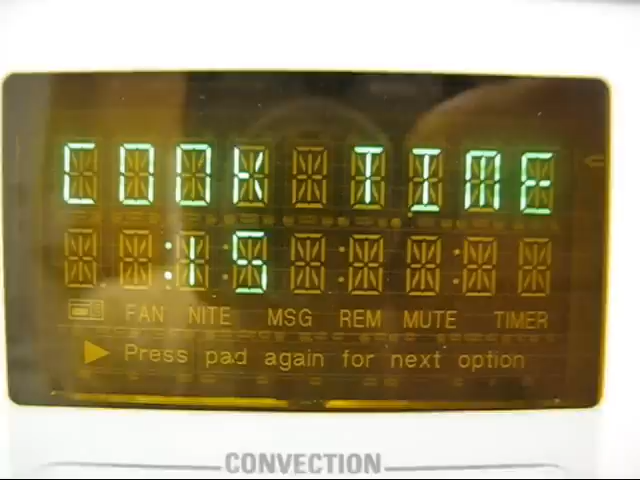 COOK TIME
:15
FAN NITE MSG REM MUTE TIMER
Press pad again for next option
CONVECTION